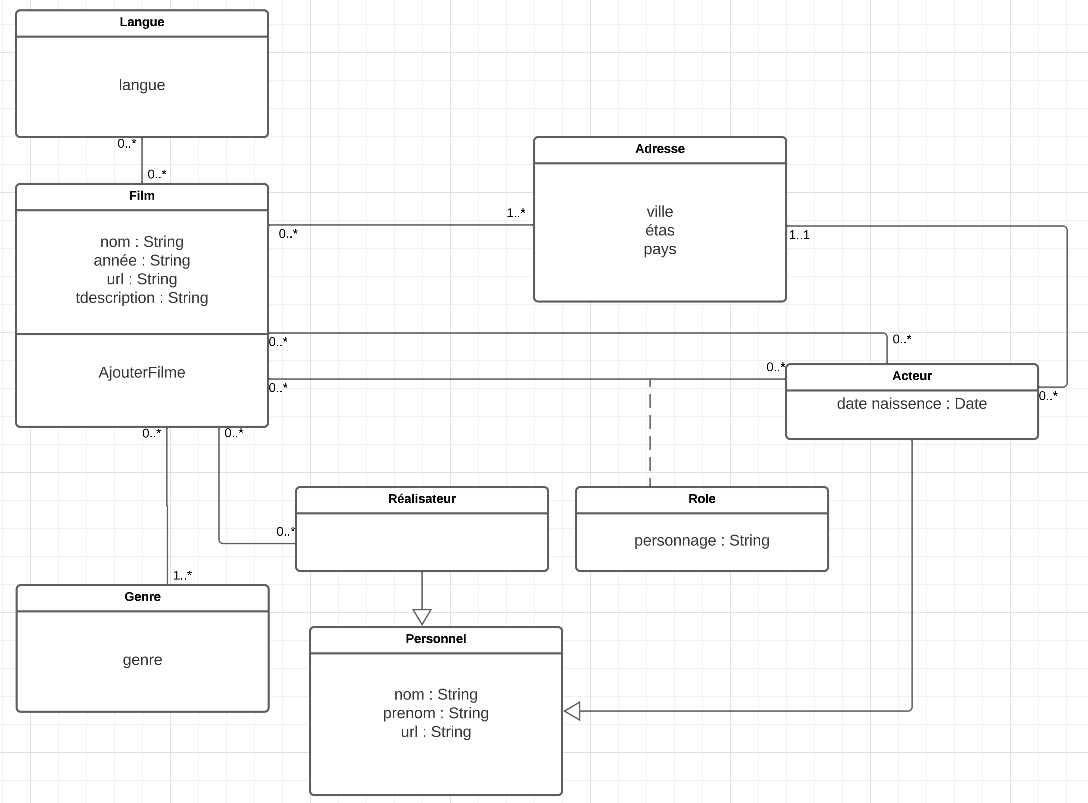 Langue
langue
0..*
0..*
Film
nom : String
année : String
url : String
tdescription : String
AjouterFilme
Adresse
ville
étas
pays
1..*
0..*
1..1
0..*
0..*
0..*
0..*
0..*
Acteur
date naissence : Date
0..*
0..*
Réalisateur
0..*
Role
personnage : String
1..*
Genre
genre
Personnel
nom : String
prenom : String
url : String